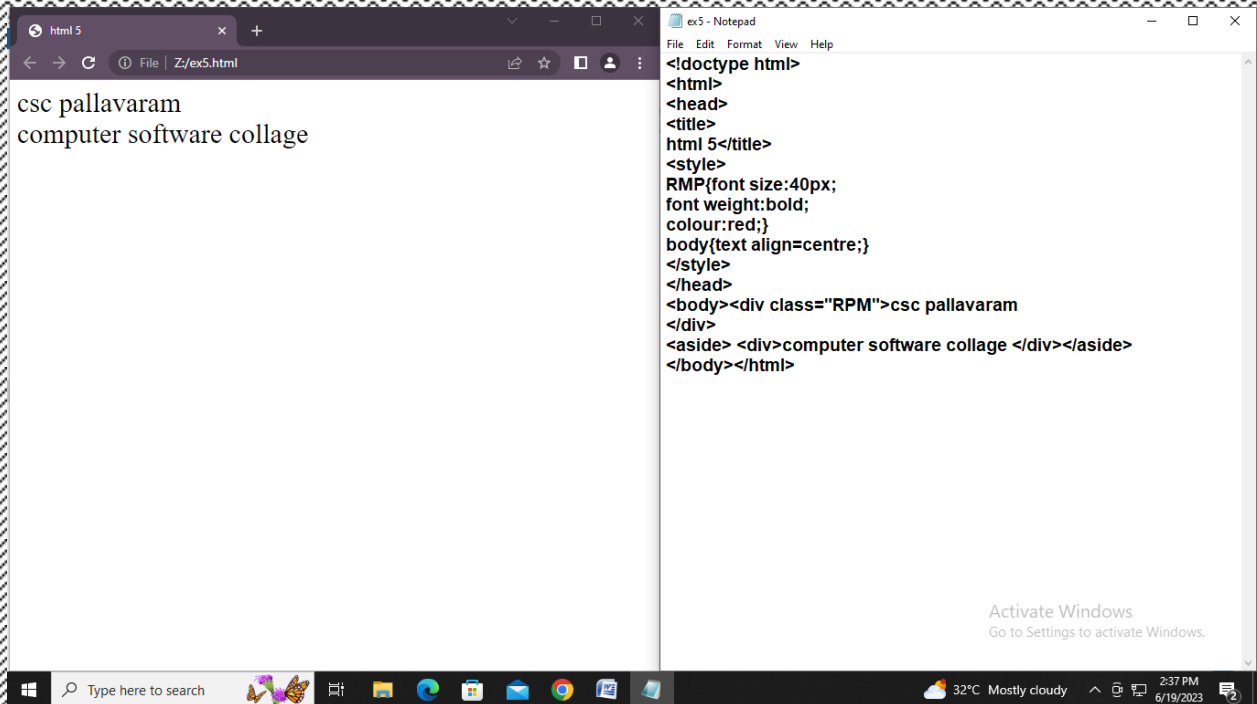 html 5
ex5 - Notepad
File Edit Format View Help
File Z:/ex5.html
csc pallavaram
computer software collage
<!doctype html>
<html>
<head>
<title>
html 5</title>
<style>
RMP{font size:40px;
font weight:bold;
colour:red;}
body{text align=centre;}
</style>
</head>
<body><div class="RPM">csc pallavaram
</div>
<aside> <div>computer software collage </div></aside>
</body></html>
Activate Windows
Go to Settings to activate Windows.
Type here to search
32°C Mostly cloudy
2:37 PM
6/19/2023
2